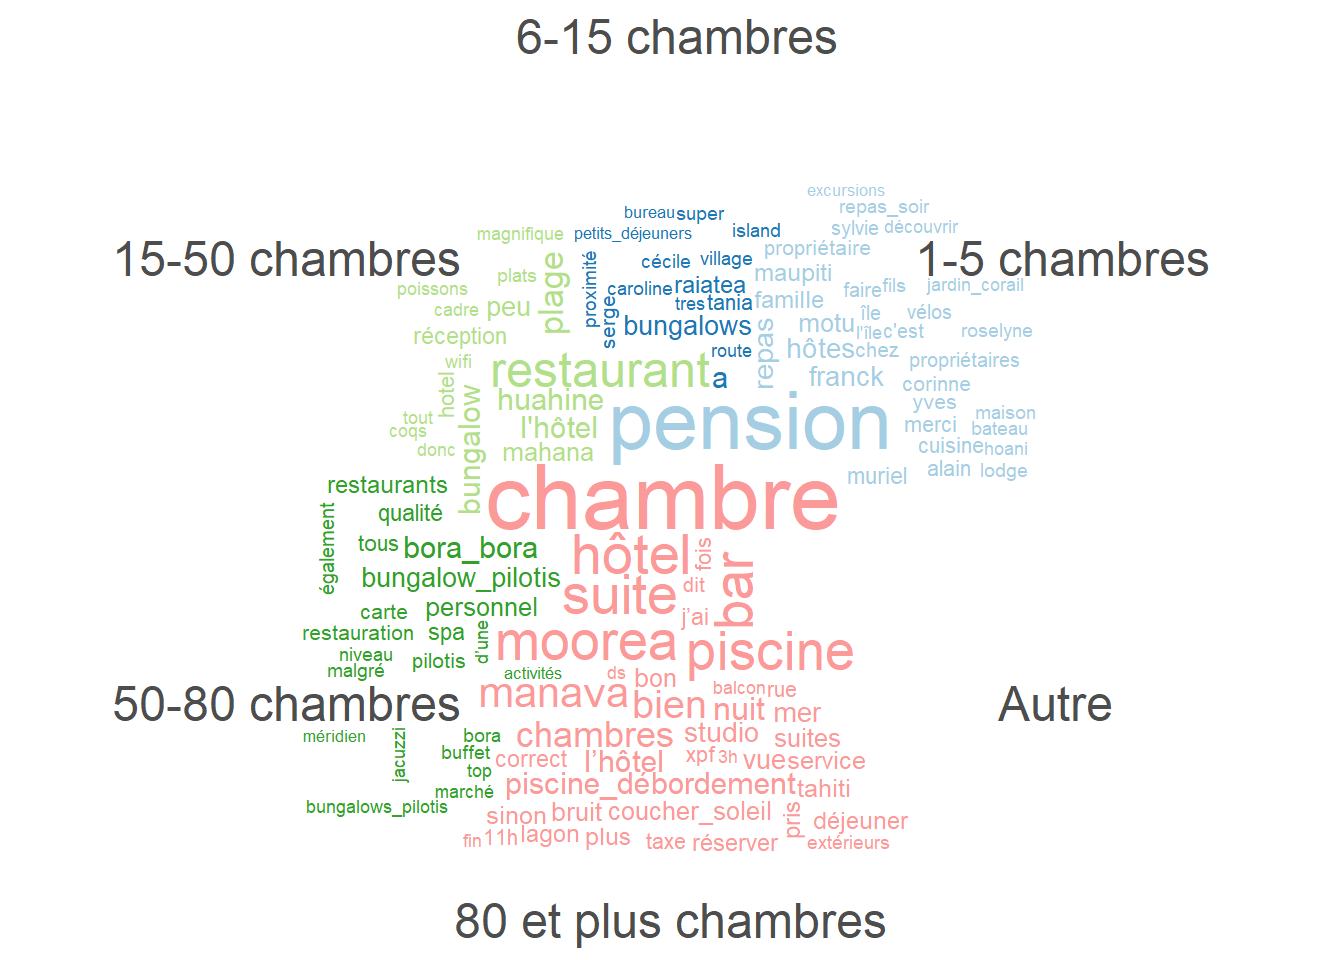 6-15 chambres
excursions
bureau super repas_soir
magnifique petits_déjeuners island sylvie découvrir
15-50 chambres propriétaire 1-5 chambres
cécile village
plats plage proximité raiatea maupiti
poissons caroline tres tania famille faire fils jardin_corail
cadre peu serge
réception bungalows motu île vélos
l'île c'est roselyne
wifi route repas hôtes chez propriétaires
restaurant a franck corinne
hotel huahine pension yves maison
tout bungalow l'hôtel merci bateau
coqs
donc mahana cuisine hoani
muriel alain lodge
restaurants chambre
qualité
également tous bora_bora hôtel fois bar
bungalow_pilotis suite dit
carte personnel j’ai
restauration spa d'une moorea piscine
niveau
malgré pilotis
activités ds bon
50-80 chambres manava bien nuit balcon rue mer Autre
méridien jacuzzi bora chambres studio suites
buffet correct l’hôtel xpf 3h vue service
top
marché piscine_débordement tahiti
bungalows_pilotis sinon bruit coucher_soleil pris déjeuner
fin 11h lagon plus taxe réserver extérieurs
80 et plus chambres